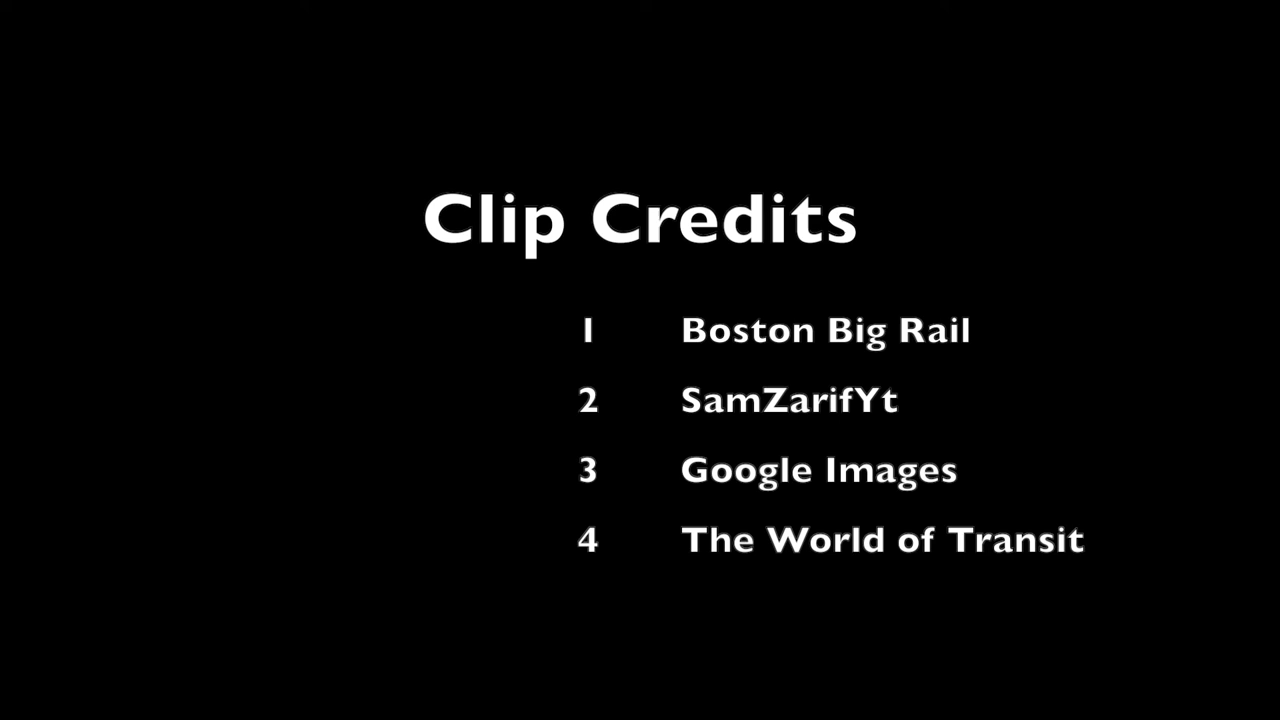 Clip Credits
1 Boston Big Rail
2 SamZarifYt
3 Google Images
4 The World of Transit